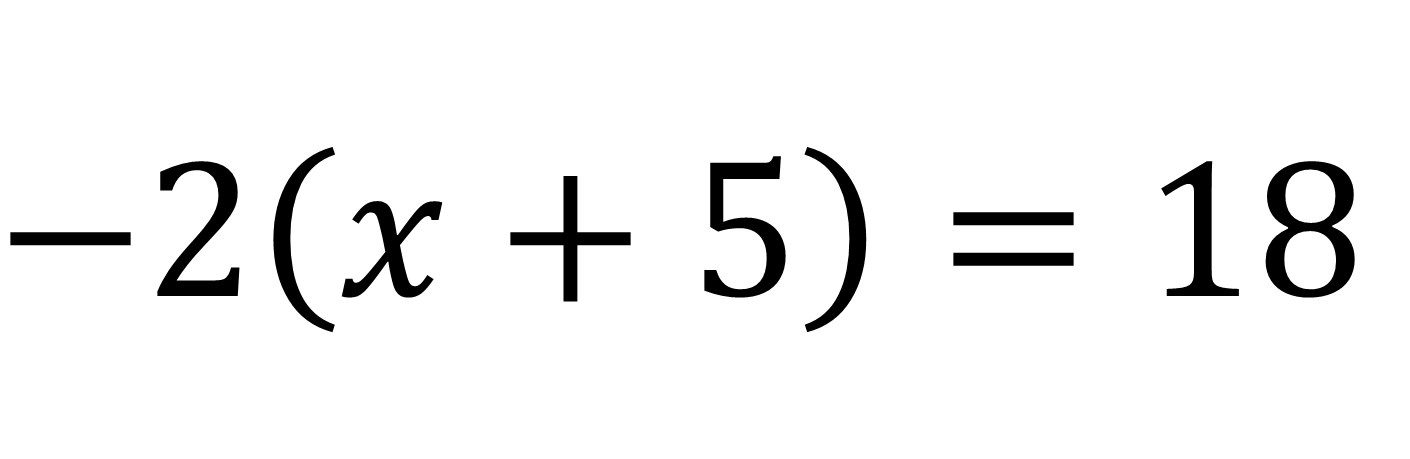 −2(x + 5) = 18